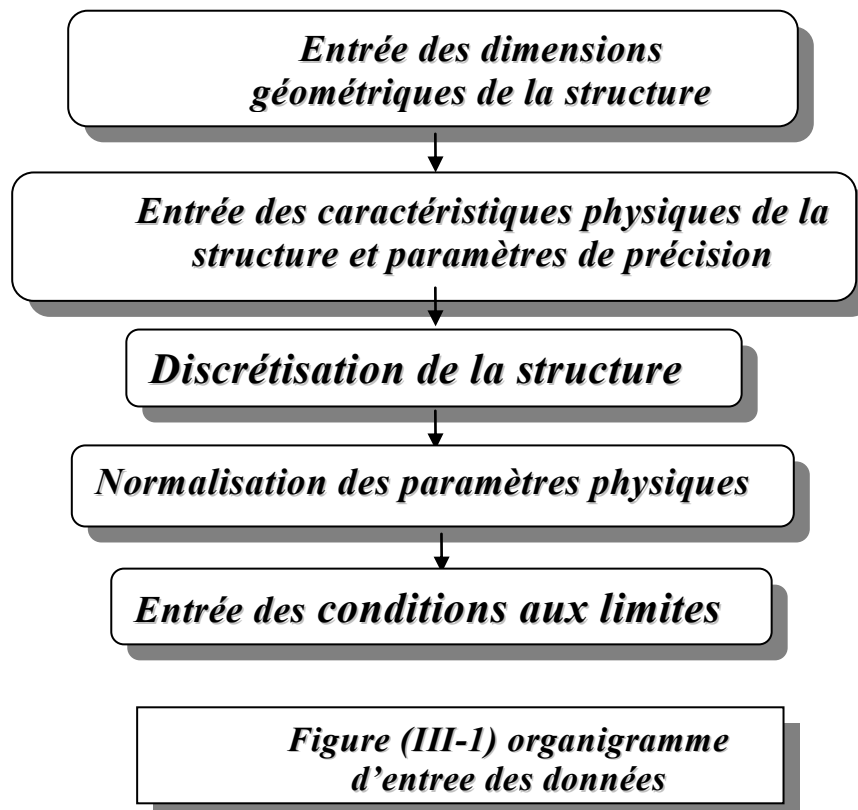 Entrée des dimensions
géométriques de la structure
Entrée des caractéristiques physiques de la
structure et paramètres de précision
Discrétisation de la structure
Normalisation des paramètres physiques
Entrée des conditions aux limites
Figure (III-1) organigramme
d’entree des données